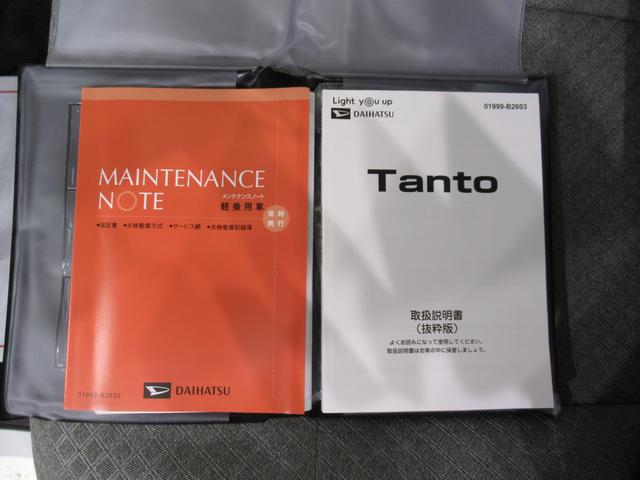 MAINTENANCE
NOTE
メンテナンスノート
軽乗用車
常時
携行
●保証書 ●点検整備方式 ●サービス網 ●点検整備記録簿
DAIHATSU
01999-B2032
Light you up
DAIHATSU
01999-B2603
Tanto
取扱説明書
(抜粋版)
よくお読みになって使用してください。
取扱説明書はお車の中に保管しましょう。